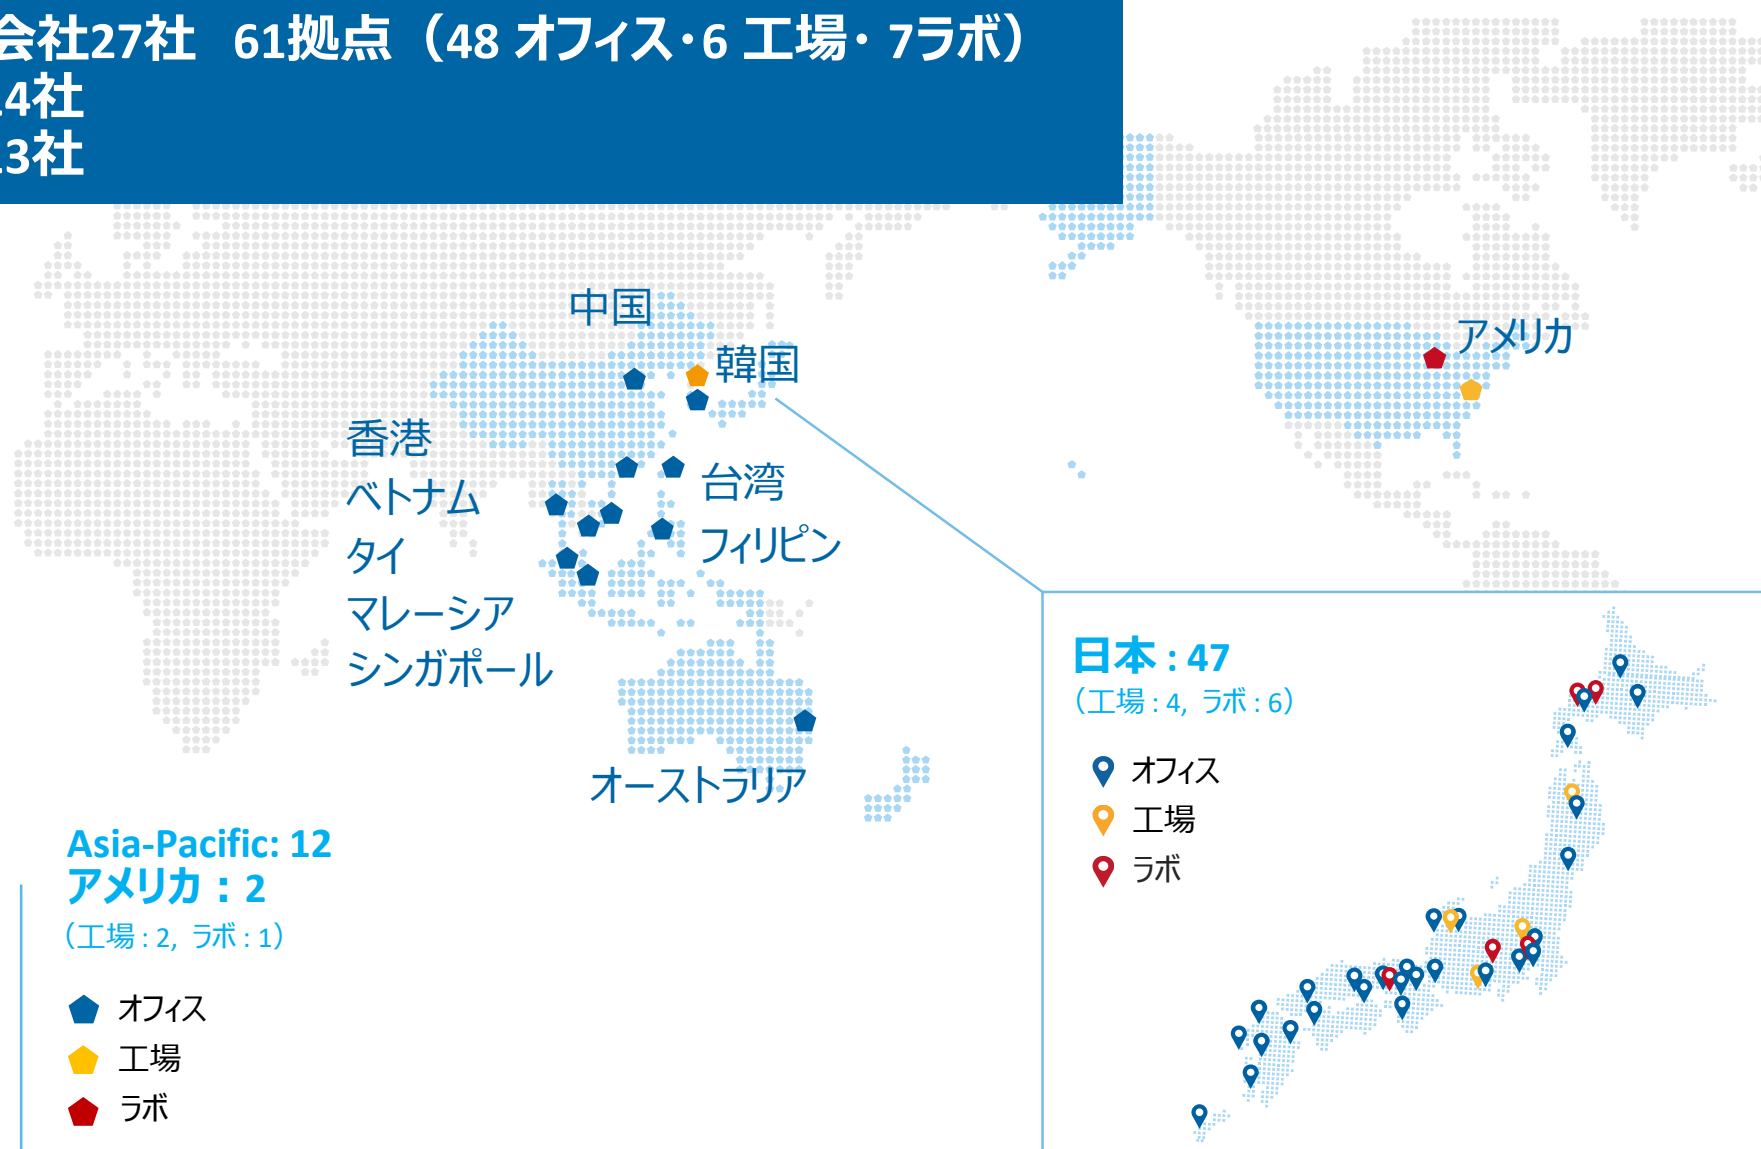 会社27社 61拠点（48 オフィス・6 工場・ 7ラボ）
4社
3社
中国
韓国
アメリカ
香港
ベトナム
タイ
マレーシア
シンガポール
台湾
フィリピン
オーストラリア
日本 : 47
（工場 : 4, ラボ : 6）
オフィス
工場
ラボ
Asia-Pacific: 12
アメリカ : 2
（工場 : 2, ラボ : 1）
オフィス
工場
ラボ